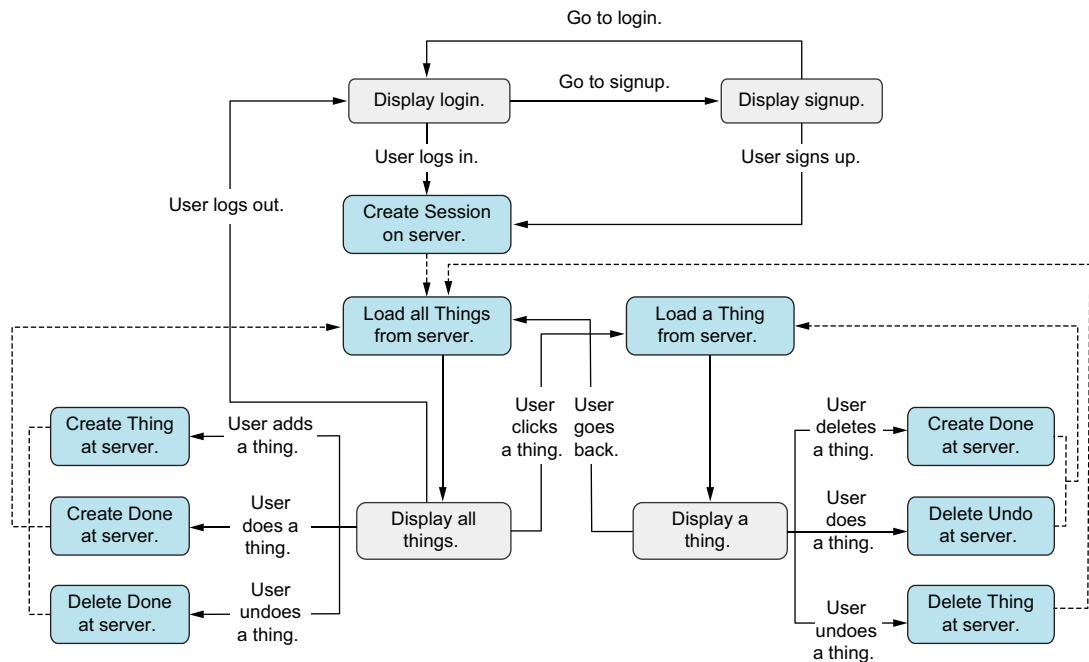 Go to login.
Display login.
Go to signup.
Display signup.
User logs in.
User signs up.
User logs out.
Create Session
on server.
Load all Things
from server.
Load a Thing
from server.
Create Thing
at server.
User adds
a thing.
User
clicks
a thing.
User
goes
back.
User
deletes
a thing.
Create Done
at server.
Create Done
at server.
User
does a
thing.
Display all
things.
Display a
thing.
User
does
a thing.
Delete Undo
at server.
Delete Done
at server.
User
undoes
a thing.
User
undoes
a thing.
Delete Thing
at server.